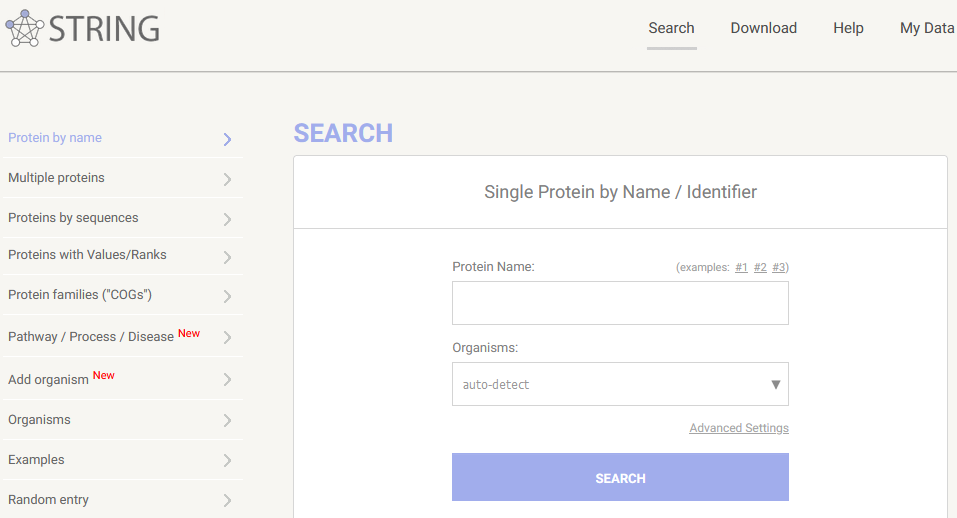 STRING
Search Download Help My Data
Protein by name
Multiple proteins
Proteins by sequences
Proteins with Values/Ranks
Protein families ("COGs")
Pathway / Process / Disease New
Add organism New
Organisms
Examples
Random entry
SEARCH
Single Protein by Name / Identifier
Protein Name: (examples: #1 #2 #3)
Organisms:
auto-detect
Advanced Settings
SEARCH